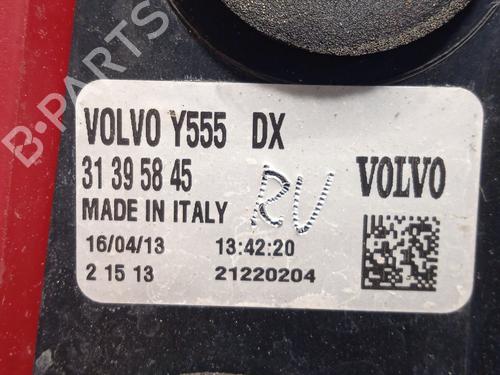 B-PARTS
VOLVO Y555 DX
31 39 58 45
MADE IN ITALY
RU
VOLVO
16/04/13 13:42:20
2 15 13 21220204